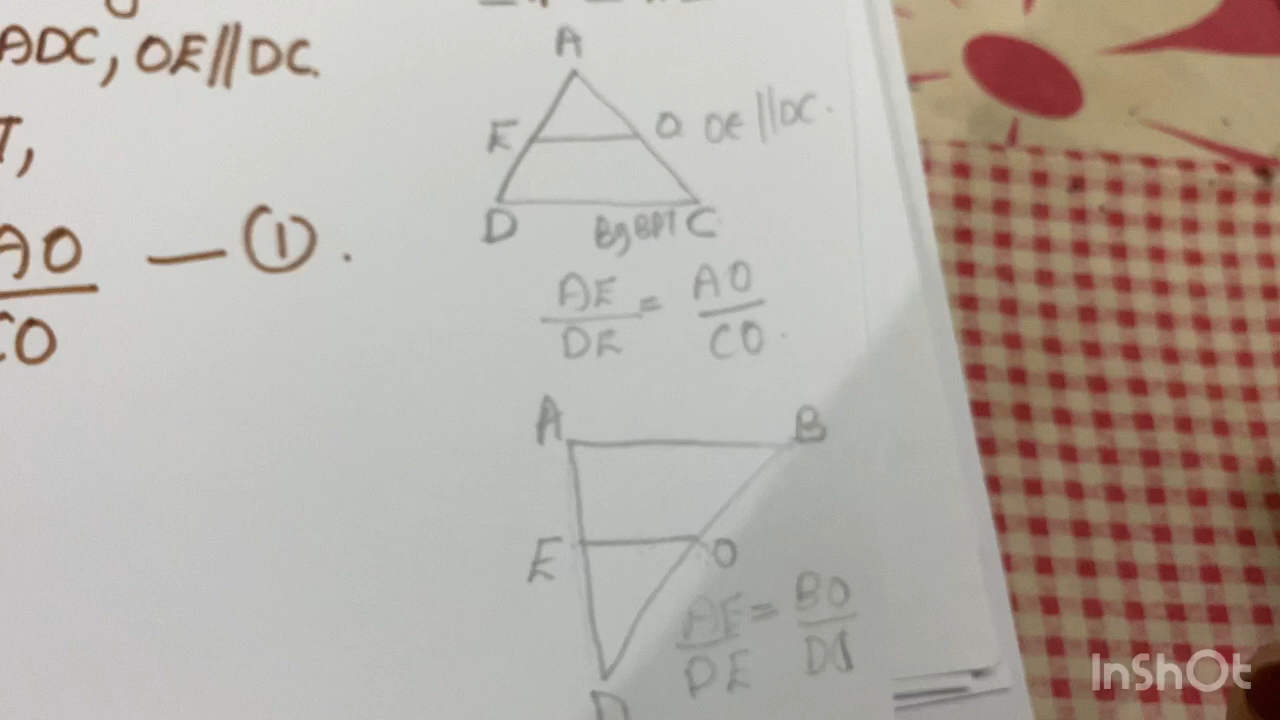 ADC, OE//DC.
T,
AO
CO
— ①.
A
E
O
OE//DC.
D
By BPT
C
AE = AO
DE CO.
A
B
E
O
AE = BO
DE DO
D
InShOt